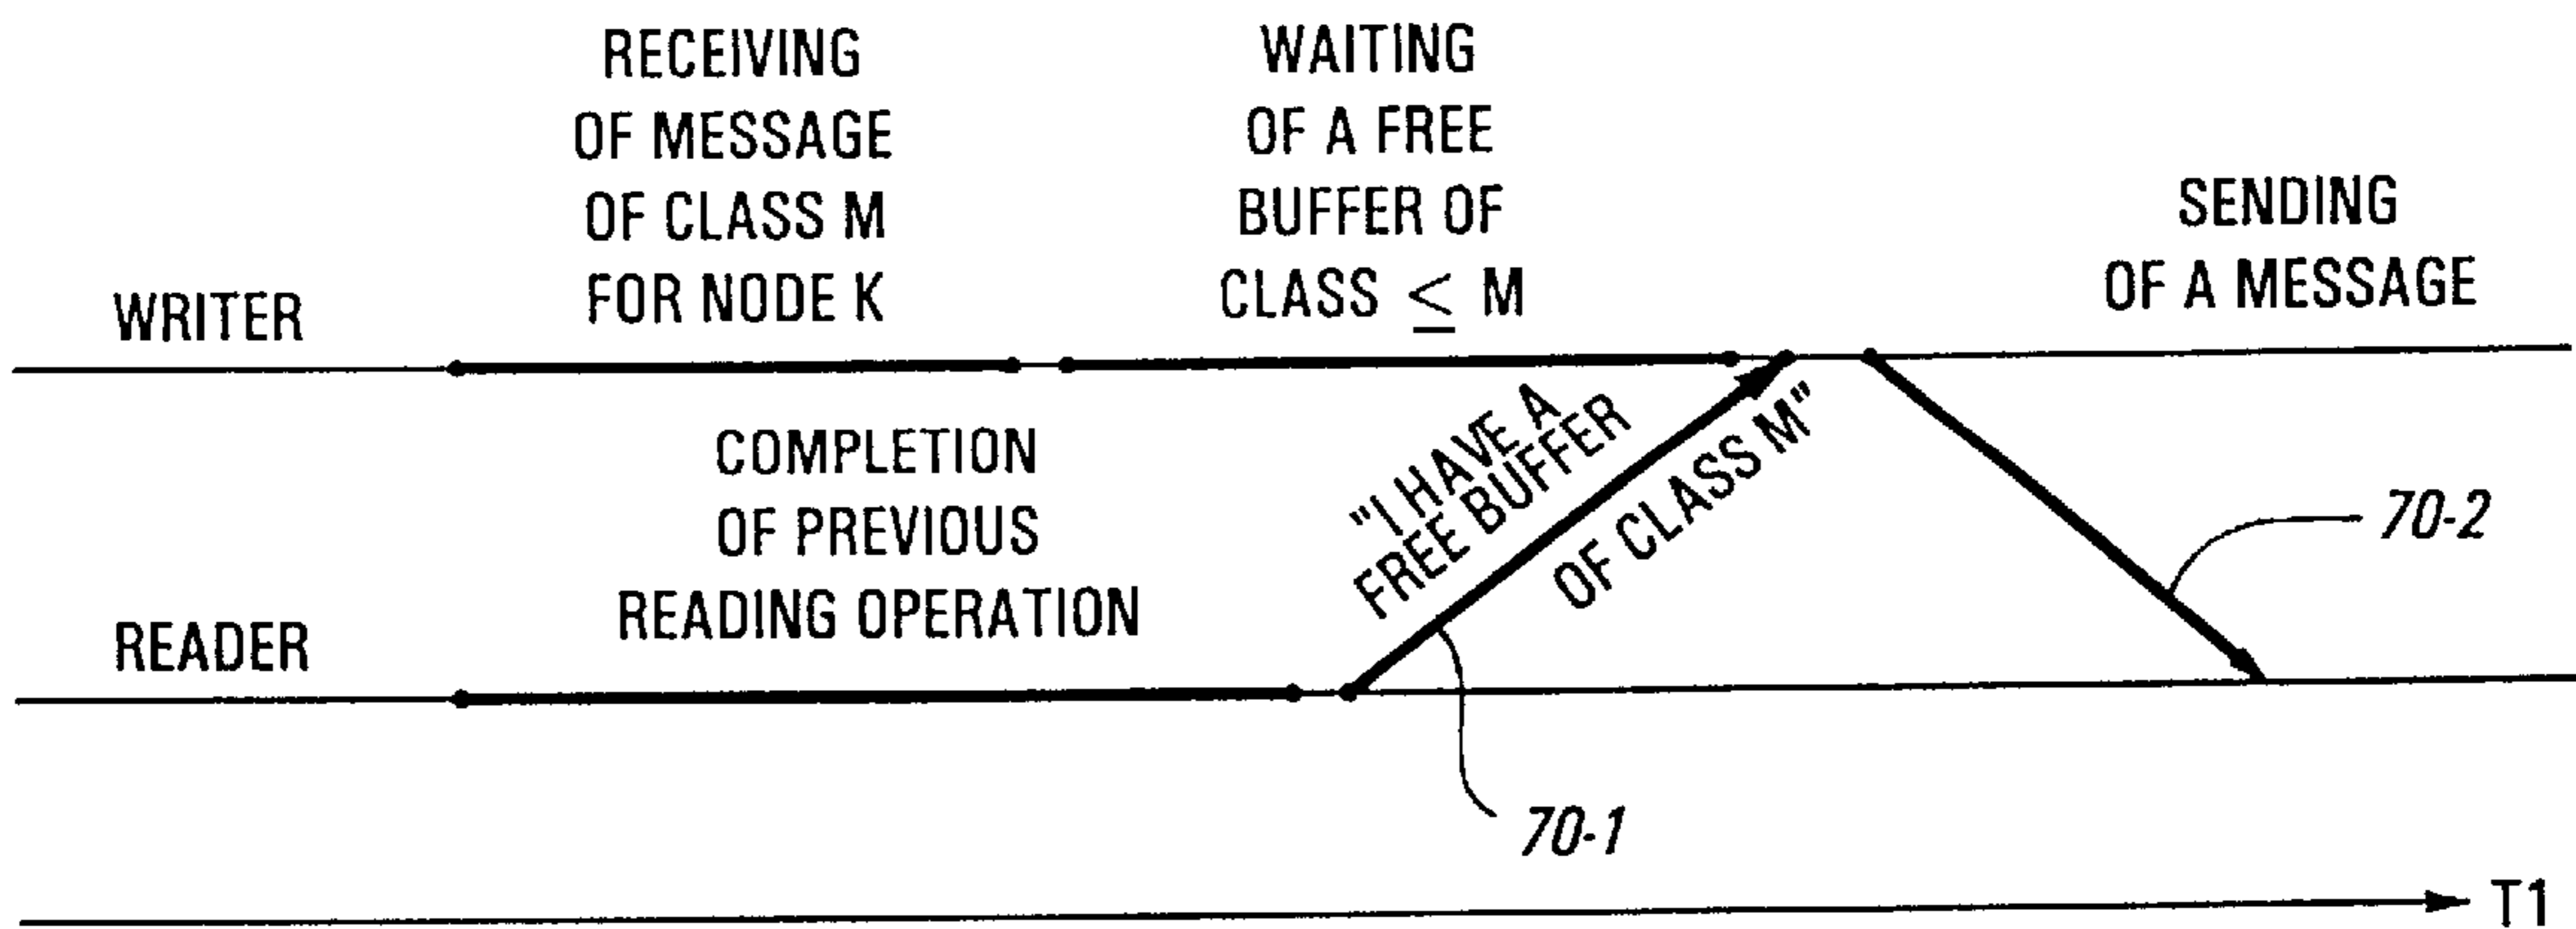 RECEIVING
OF MESSAGE
OF CLASS M
FOR NODE K
WAITING
OF A FREE
BUFFER OF
CLASS ≤ M
SENDING
OF A MESSAGE
WRITER
COMPLETION
OF PREVIOUS
READING OPERATION
"I HAVE A
FREE BUFFER
OF CLASS M"
70-2
READER
70-1
T1